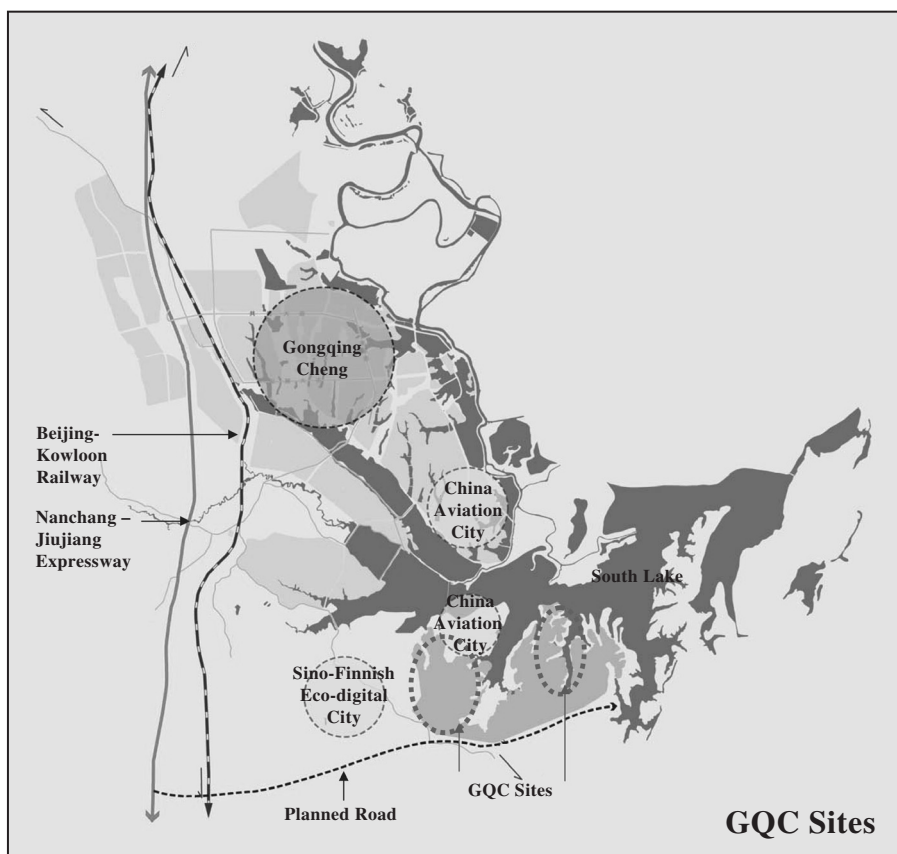 Gongqing
Cheng
Beijing-
Kowloon
Railway
China
Aviation
City
Nanchang –
Jiujiang
Expressway
South Lake
China
Aviation
City
Sino-Finnish
Eco-digital
City
GQC Sites
Planned Road
GQC Sites